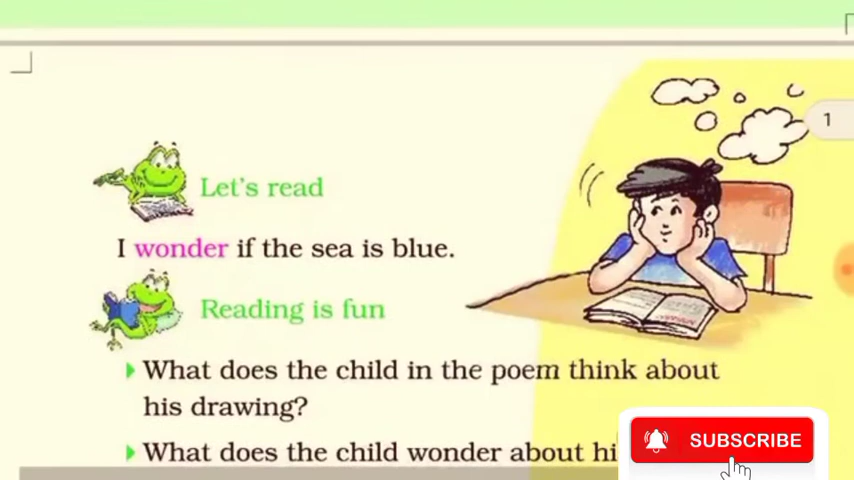 1
Let's read
I wonder if the sea is blue.
Reading is fun
What does the child in the poem think about
his drawing?
What does the child wonder about
SUBSCRIBE